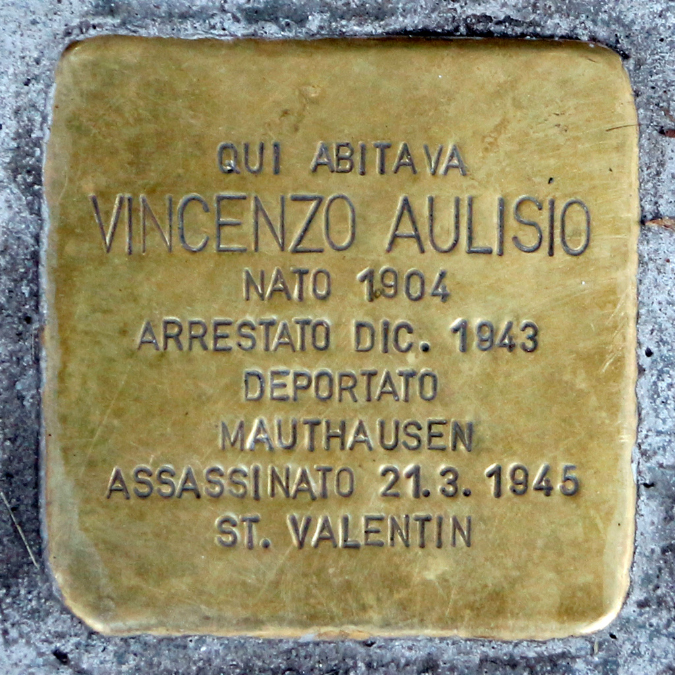 QUI ABITAVA
VINCENZO AULISIO
NATO 1904
ARRESTATO DIC. 1943
DEPORTATO
MAUTHAUSEN
ASSASSINATO 21.3.1945
ST. VALENTIN